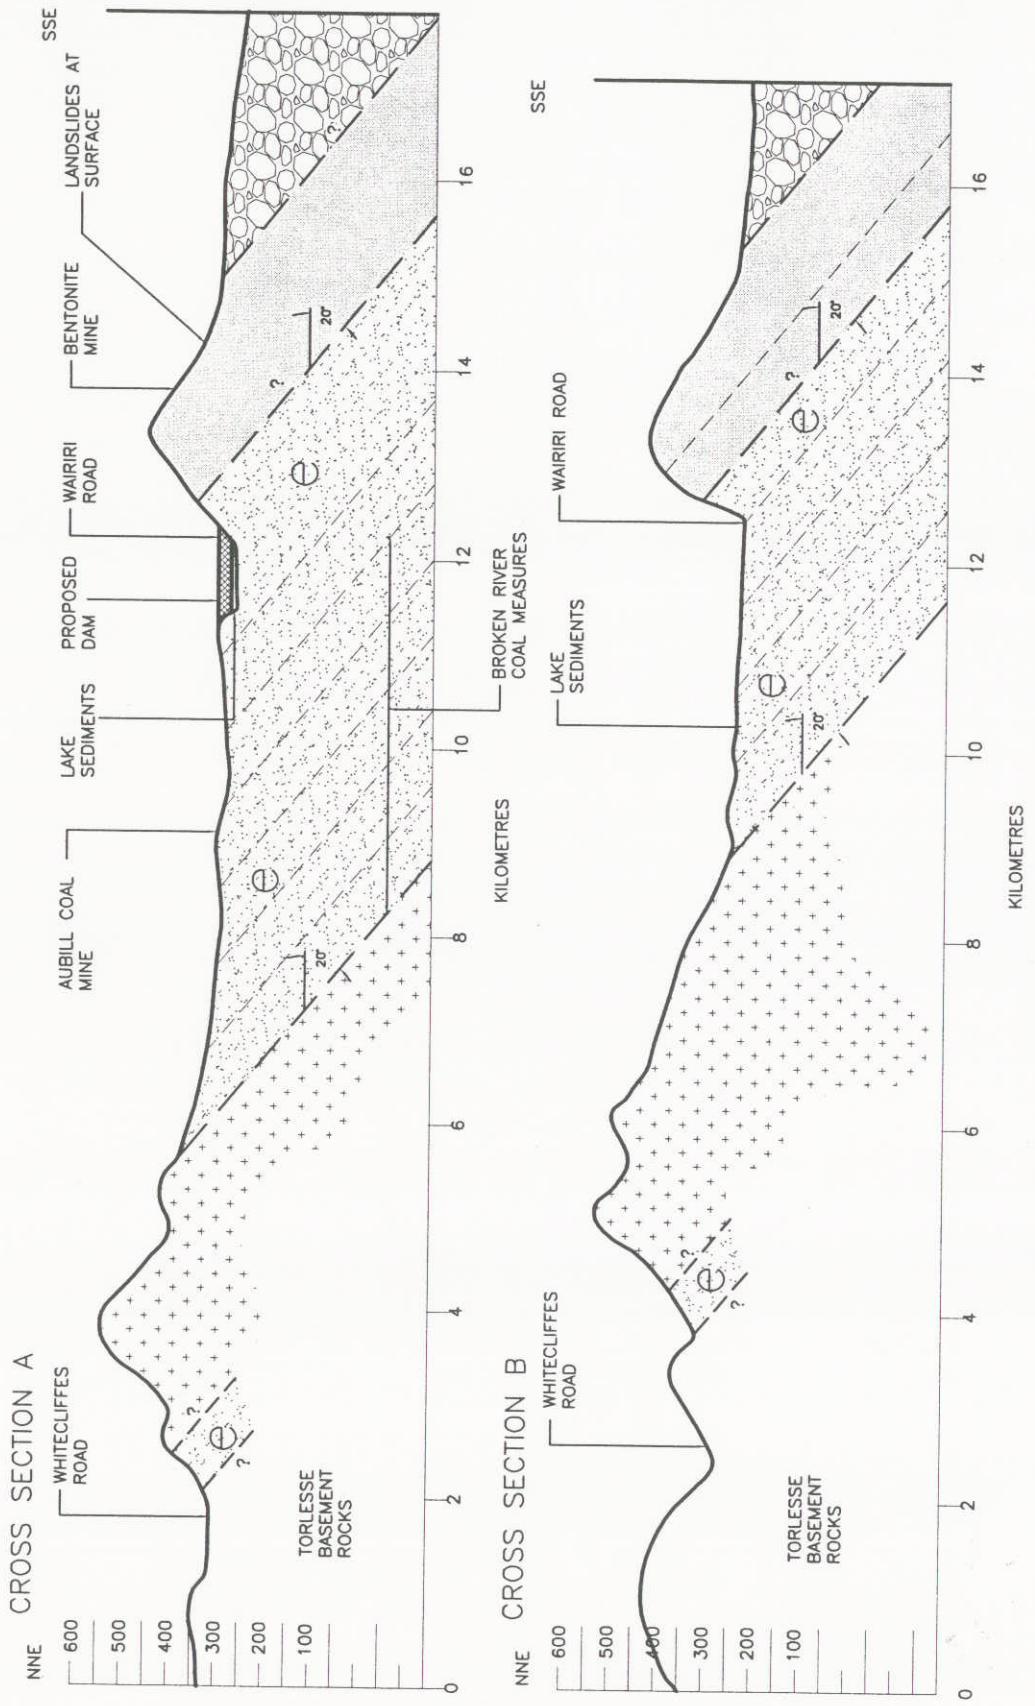 CROSS SECTION A
NNE
SSE
WHITECLIFFES
ROAD
AUBILL COAL
MINE
LAKE
SEDIMENTS
PROPOSED
DAM
WAIRIRI
ROAD
BENTONITE
MINE
LANDSLIDES AT
SURFACE
600
500
400
300
200
100
?
?
e
e
e
?
(?)
20°
20°
TORLESSE
BASEMENT
ROCKS
BROKEN RIVER
COAL MEASURES
0
2
4
6
8
10
12
14
16
KILOMETRES
CROSS SECTION B
NNE
SSE
WHITECLIFFES
ROAD
LAKE
SEDIMENTS
WAIRIRI ROAD
600
500
400
300
200
100
?
?
e
e
e
?
20°
20°
TORLESSE
BASEMENT
ROCKS
0
2
4
6
8
10
12
14
16
KILOMETRES